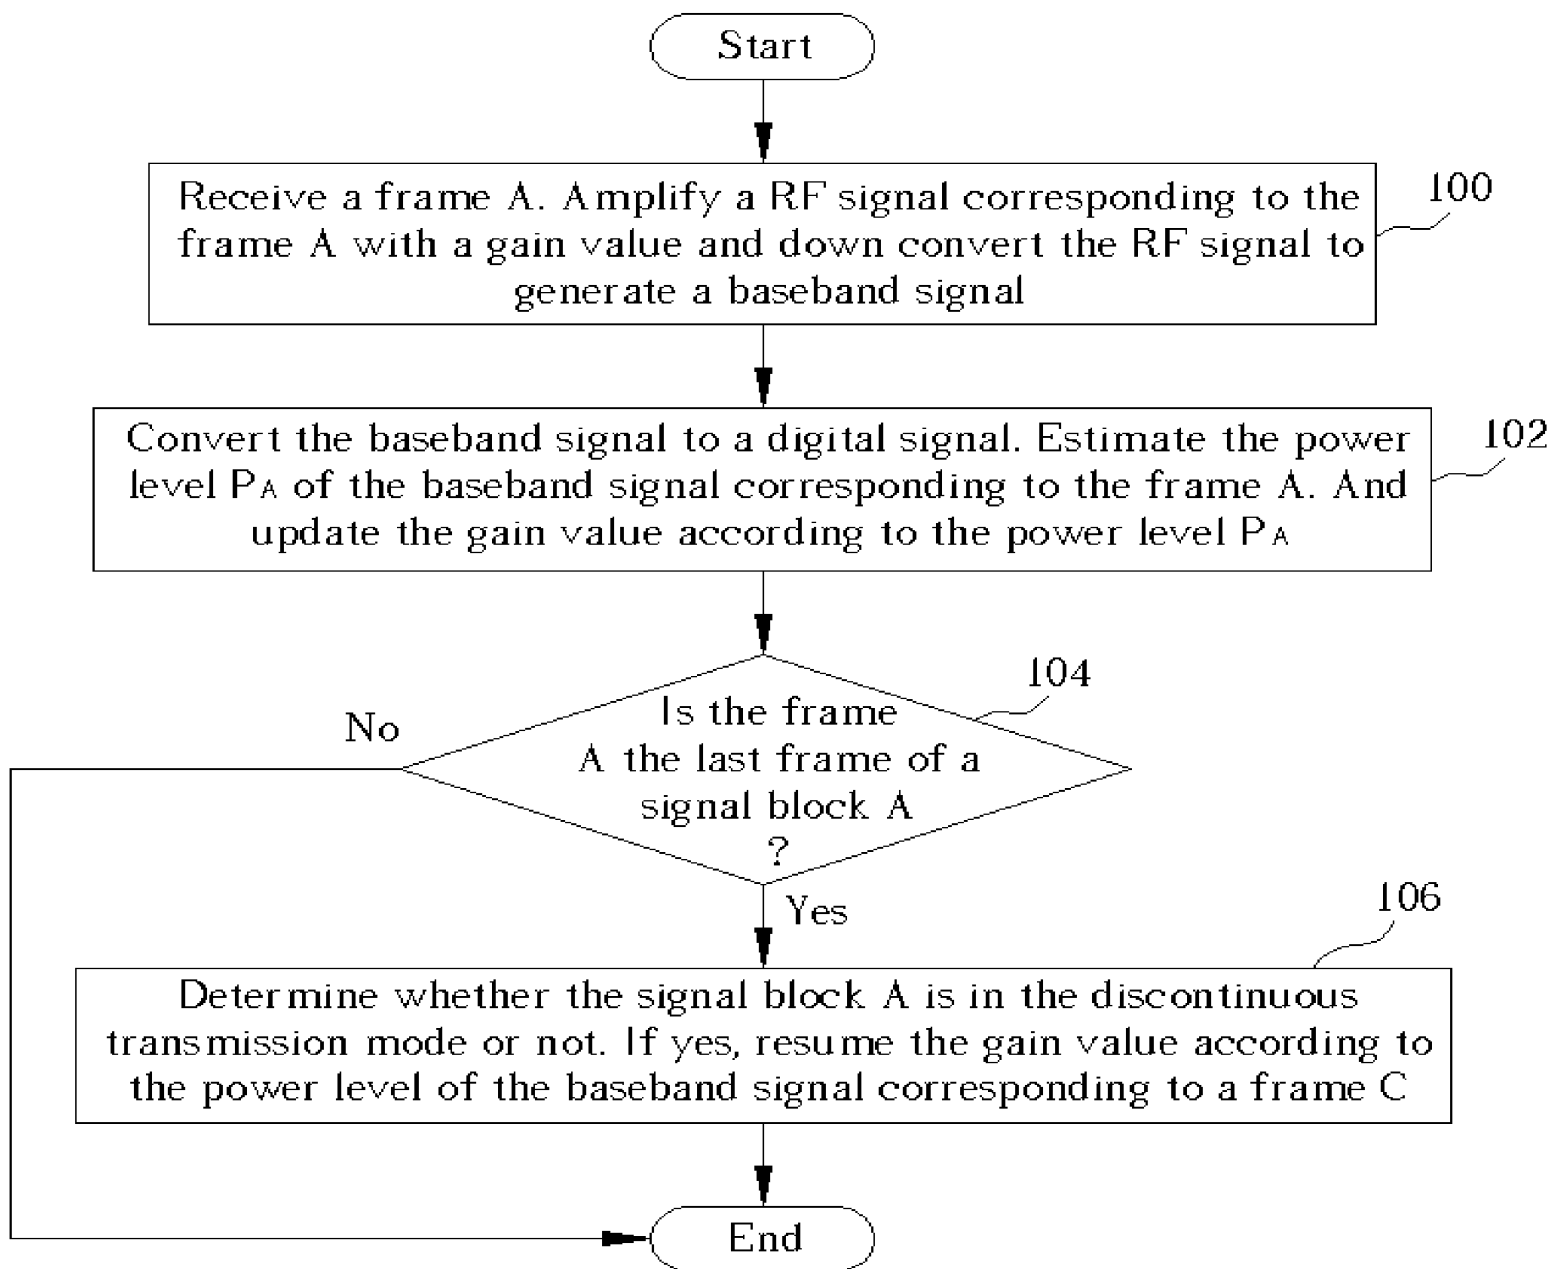 Start
Receive a frame A. Amplify a RF signal corresponding to the
frame A with a gain value and down convert the RF signal to
generate a baseband signal
100
Convert the baseband signal to a digital signal. Estimate the power
level PA of the baseband signal corresponding to the frame A. And
update the gain value according to the power level PA
102
104
No
Is the frame
A the last frame of a
signal block A
?
Yes
106
Determine whether the signal block A is in the discontinuous
transmission mode or not. If yes, resume the gain value according to
the power level of the baseband signal corresponding to a frame C
End